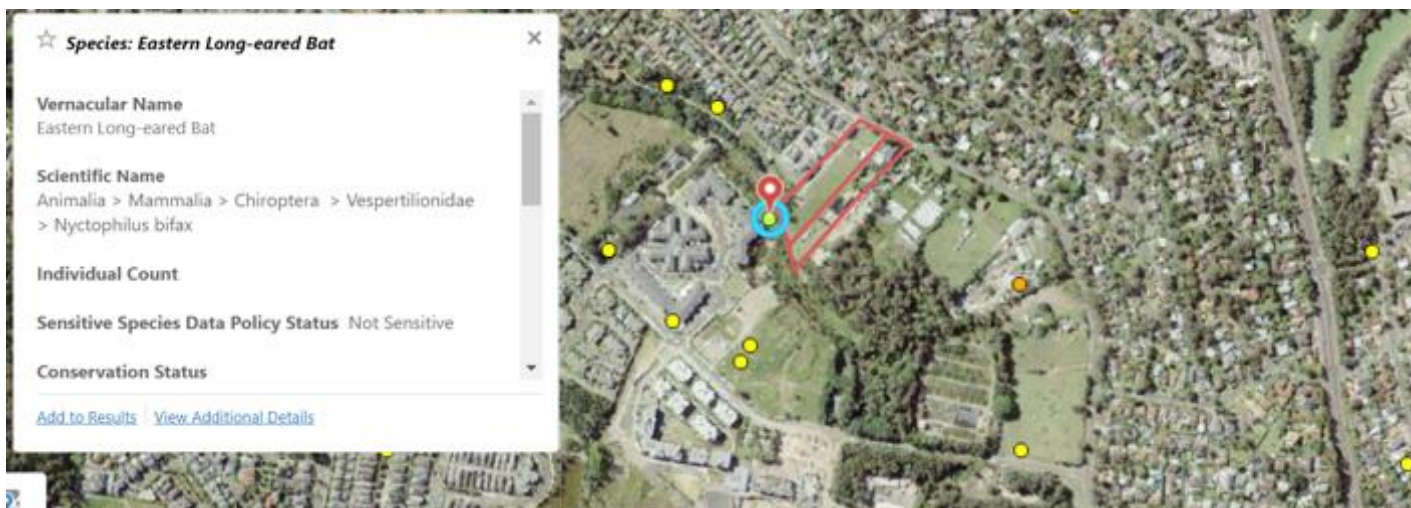 Species: Eastern Long-eared Bat
Vernacular Name
Eastern Long-eared Bat
Scientific Name
Animalia > Mammalia > Chiroptera > Vespertilionidae
> Nyctophilus bifax
Individual Count
Sensitive Species Data Policy Status Not Sensitive
Conservation Status
Add to Results View Additional Details